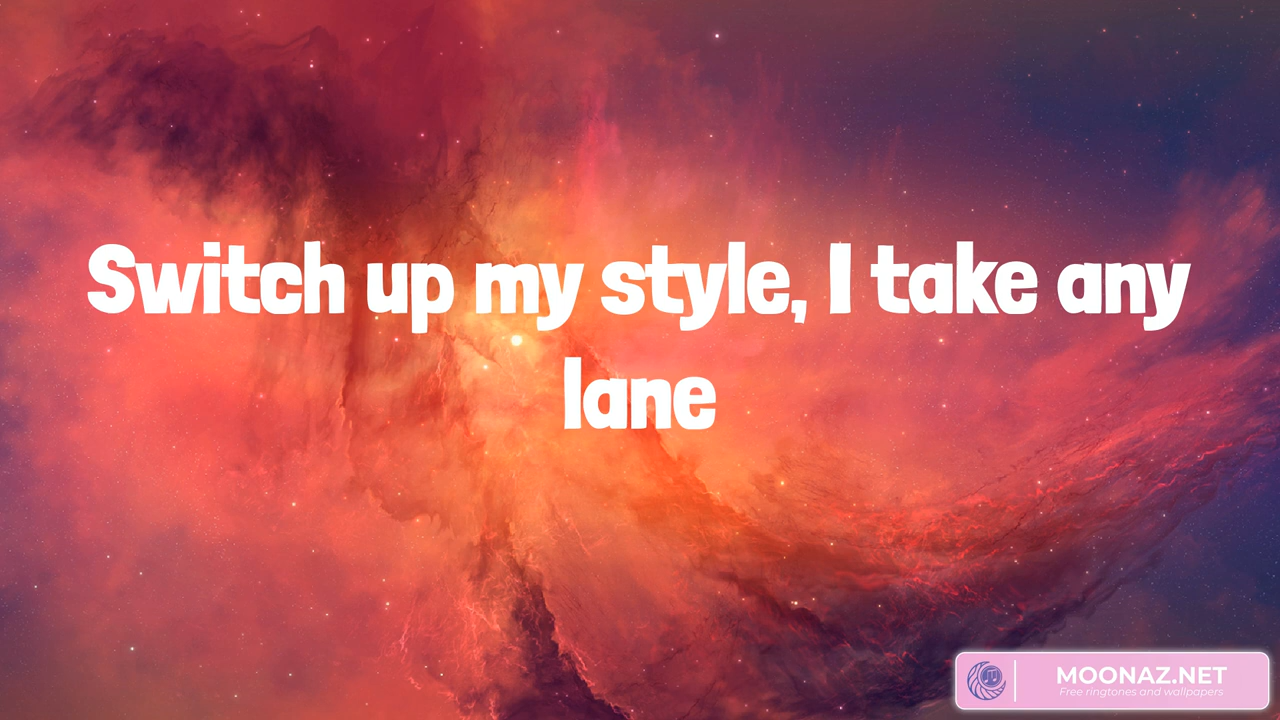 Switch up my style, I take any
lane
MOONAZ.NET
Free ringtones and wallpapers